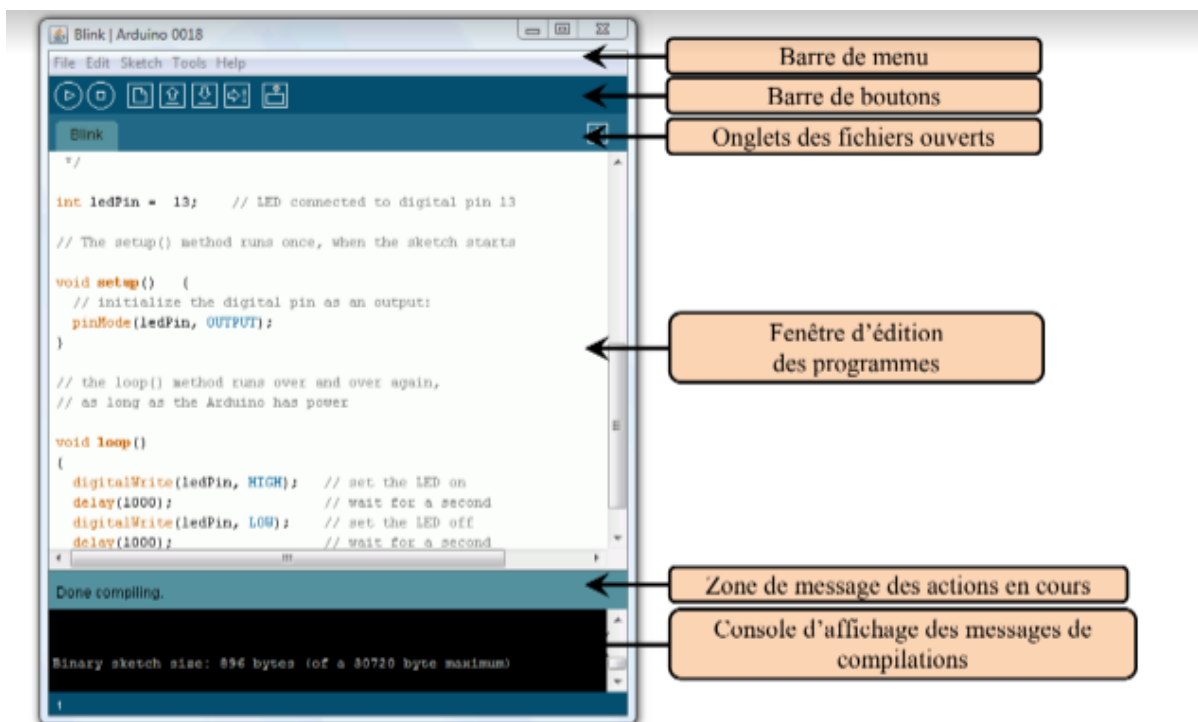 Blink | Arduino 0018
File Edit Sketch Tools Help
Barre de menu
Barre de boutons
Blink
Onglets des fichiers ouverts
*/
int ledPin = 13; // LED connected to digital pin 13
// The setup() method runs once, when the sketch starts
void setup() {
// initialize the digital pin as an output:
pinMode(ledPin, OUTPUT);
}
Fenêtre d'édition
des programmes
// the loop() method runs over and over again,
// as long as the Arduino has power
void loop()
{
digitalWrite(ledPin, HIGH); // set the LED on
delay(1000); // wait for a second
digitalWrite(ledPin, LOW); // set the LED off
delay(1000); // wait for a second
Done compiling.
Zone de message des actions en cours
Console d'affichage des messages de
compilations
Binary sketch size: 896 bytes (of a 30720 byte maximum)
1